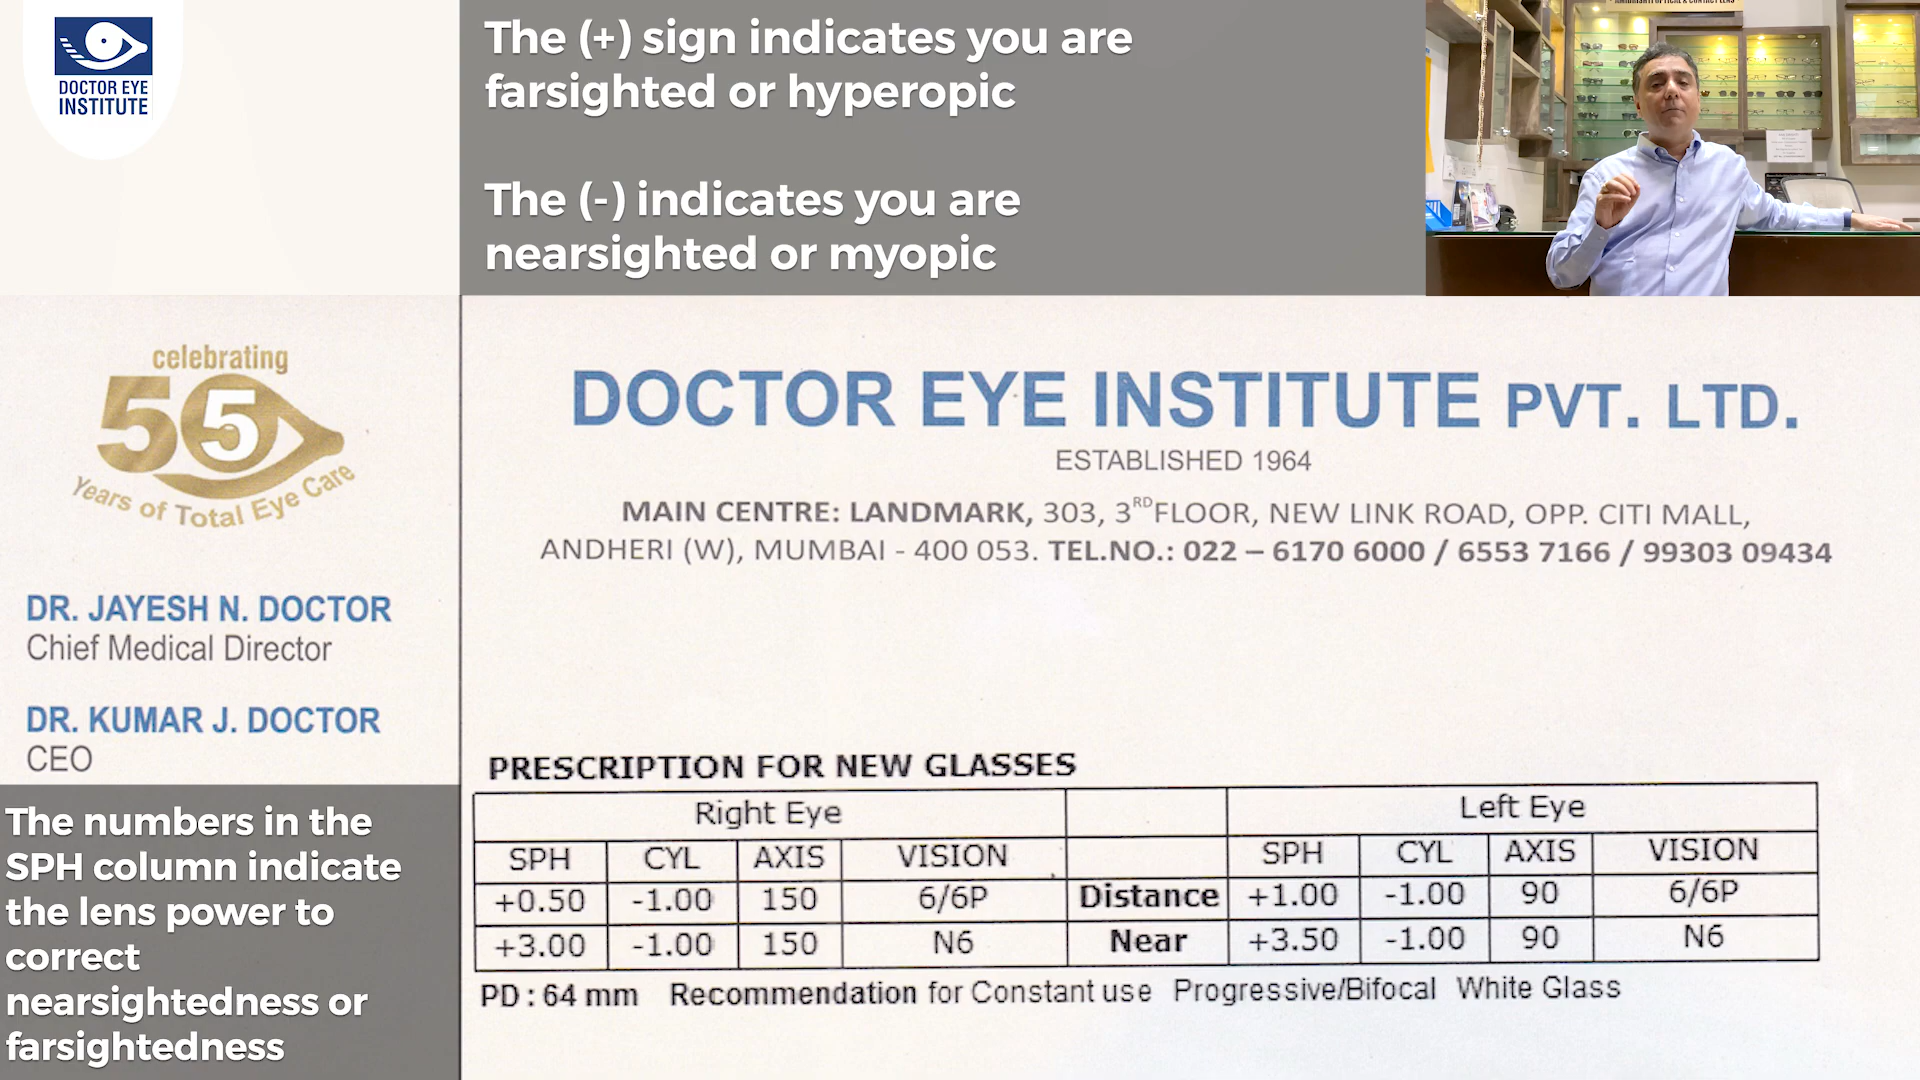 DOCTOR EYE
INSTITUTE
The (+) sign indicates you are
farsighted or hyperopic
The (-) indicates you are
nearsighted or myopic
celebrating
55
Years of Total Eye Care
DR. JAYESH N. DOCTOR
Chief Medical Director
DR. KUMAR J. DOCTOR
CEO
The numbers in the
SPH column indicate
the lens power to
correct
nearsightedness or
farsightedness
DOCTOR EYE INSTITUTE PVT. LTD.
ESTABLISHED 1964
MAIN CENTRE: LANDMARK, 303, 3RD FLOOR, NEW LINK ROAD, OPP. CITI MALL,
ANDHERI (W), MUMBAI - 400 053. TEL.NO.: 022 – 6170 6000 / 6553 7166 / 99303 09434
PRESCRIPTION FOR NEW GLASSES
Right Eye Left Eye
SPH CYL AXIS VISION SPH CYL AXIS VISION
+0.50 -1.00 150 6/6P Distance +1.00 -1.00 90 6/6P
+3.00 -1.00 150 N6 Near +3.50 -1.00 90 N6
PD : 64 mm Recommendation for Constant use Progressive/Bifocal White Glass